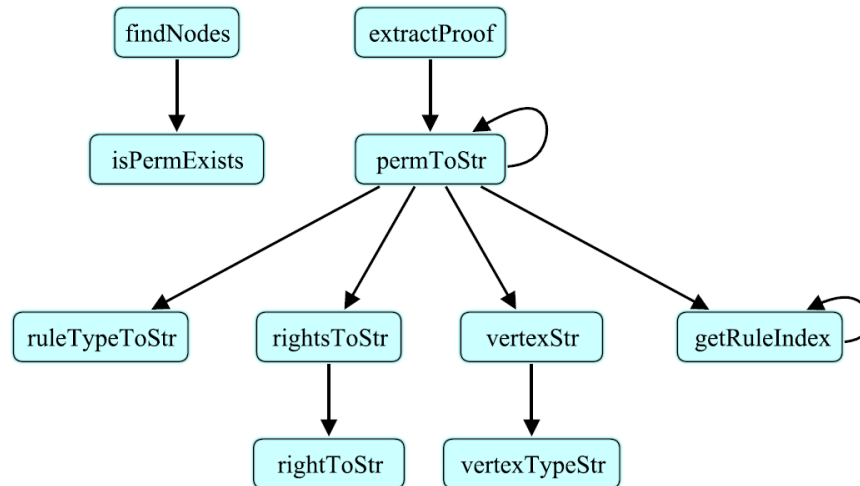 findNodes
extractProof
isPermExists
permToStr
ruleTypeToStr
rightsToStr
vertexStr
getRuleIndex
rightToStr
vertexTypeStr